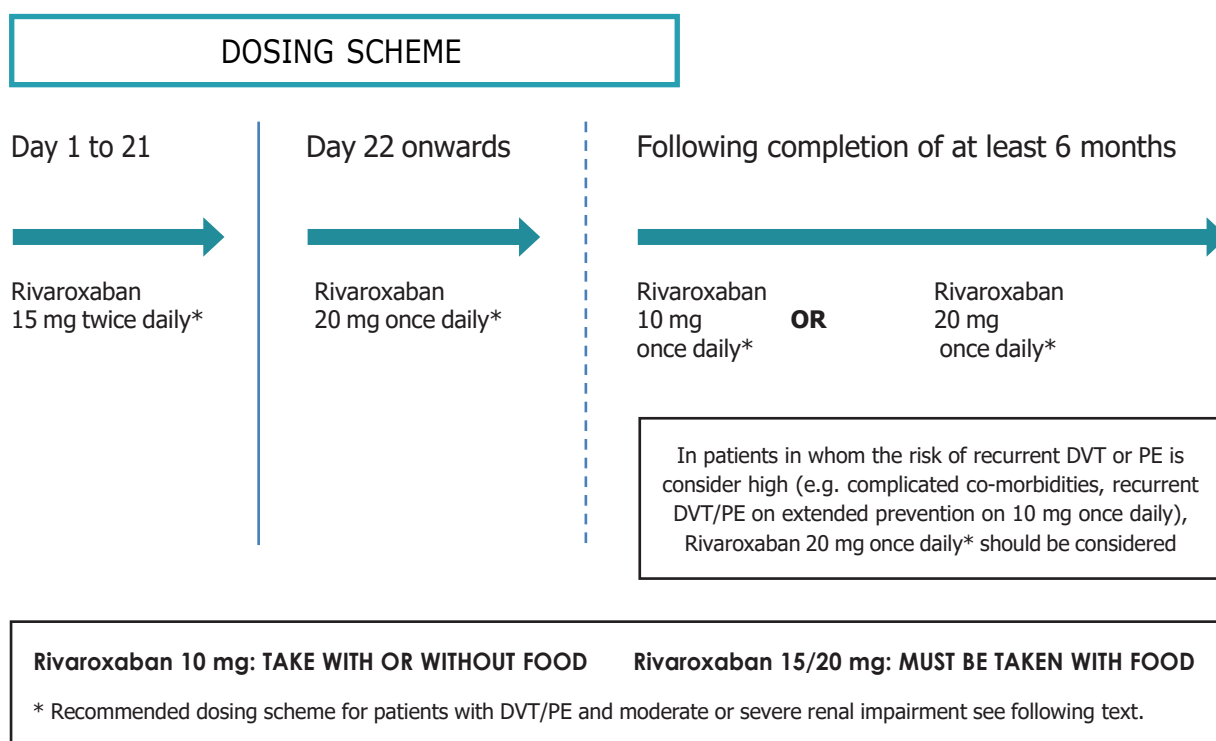 DOSING SCHEME
Day 1 to 21
Rivaroxaban
15 mg twice daily*
Day 22 onwards
Rivaroxaban
20 mg once daily*
Following completion of at least 6 months
Rivaroxaban
10 mg
once daily*
OR
Rivaroxaban
20 mg
once daily*
In patients in whom the risk of recurrent DVT or PE is
consider high (e.g. complicated co-morbidities, recurrent
DVT/PE on extended prevention on 10 mg once daily),
Rivaroxaban 20 mg once daily* should be considered
Rivaroxaban 10 mg: TAKE WITH OR WITHOUT FOOD
Rivaroxaban 15/20 mg: MUST BE TAKEN WITH FOOD
* Recommended dosing scheme for patients with DVT/PE and moderate or severe renal impairment see following text.